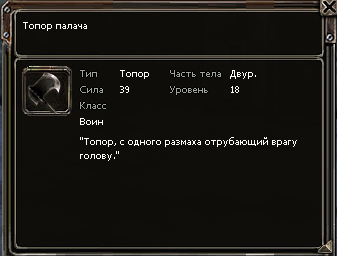 Топор палача
Тип Топор Часть тела Двур.
Сила 39 Уровень 18
Класс
Воин
"Топор, с одного размаха отрубающий врагу
голову."